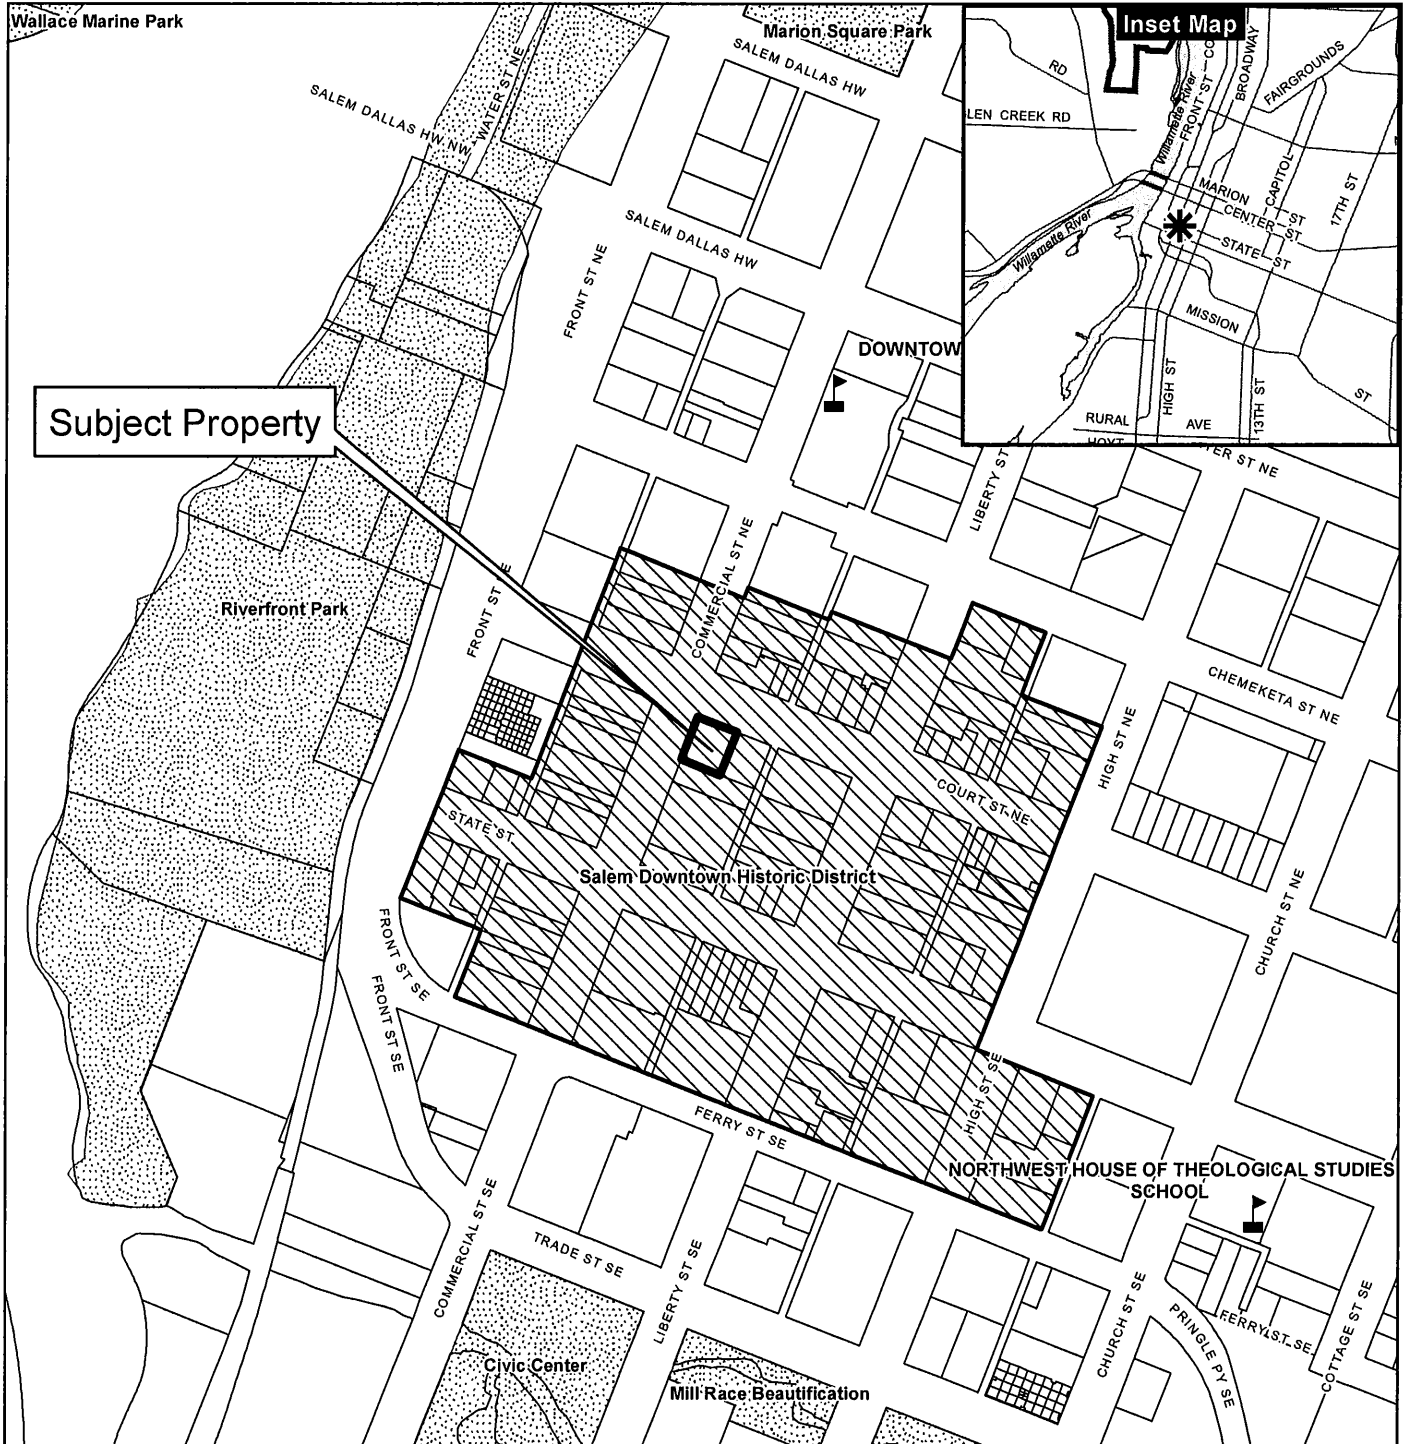 Wallace Marine Park
Marion Square Park
SALEM DALLAS HW
WATER ST NE
SALEM DALLAS HW NW
SALEM DALLAS HW
FRONT ST NE
DOWNTOW
Inset Map
RD
LEN CREEK RD
Willamette River
FRONT ST
CO
BROADWAY
FAIRGROUNDS
MARION ST
CENTER ST
STATE ST
CAPITOL
17TH ST
Willamette River
MISSION
ST
HIGH ST
13TH ST
RURAL AVE
HOYT
TER ST NE
LIBERTY ST
Subject Property
COMMERCIAL ST NE
Riverfront Park
FRONT ST NE
CHEMEKETA ST NE
HIGH ST NE
COURT ST NE
STATE ST
Salem Downtown Historic District
CHURCH ST NE
FRONT ST SE
FRONT ST SE
HIGH ST SE
FERRY ST SE
NORTHWEST HOUSE OF THEOLOGICAL STUDIES
SCHOOL
COMMERCIAL ST SE
TRADE ST SE
LIBERTY ST SE
CHURCH ST SE
PRINGLE PY SE
FERRY ST SE
COTTAGE ST SE
Civic Center
Mill Race Beautification